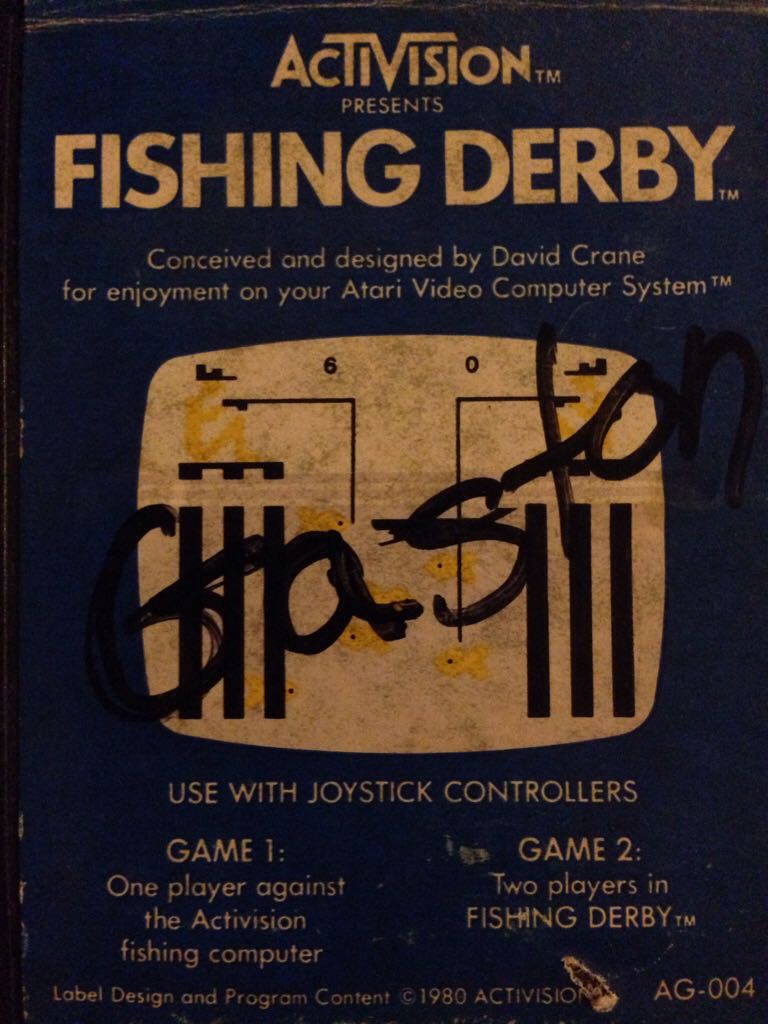 ACTIVISION™
PRESENTS
FISHING DERBY™
Conceived and designed by David Crane
for enjoyment on your Atari Video Computer System™
6 0
Gaston
USE WITH JOYSTICK CONTROLLERS
GAME 1:
One player against
the Activision
fishing computer
GAME 2:
Two players in
FISHING DERBY™
Label Design and Program Content ©1980 ACTIVISION
AG-004